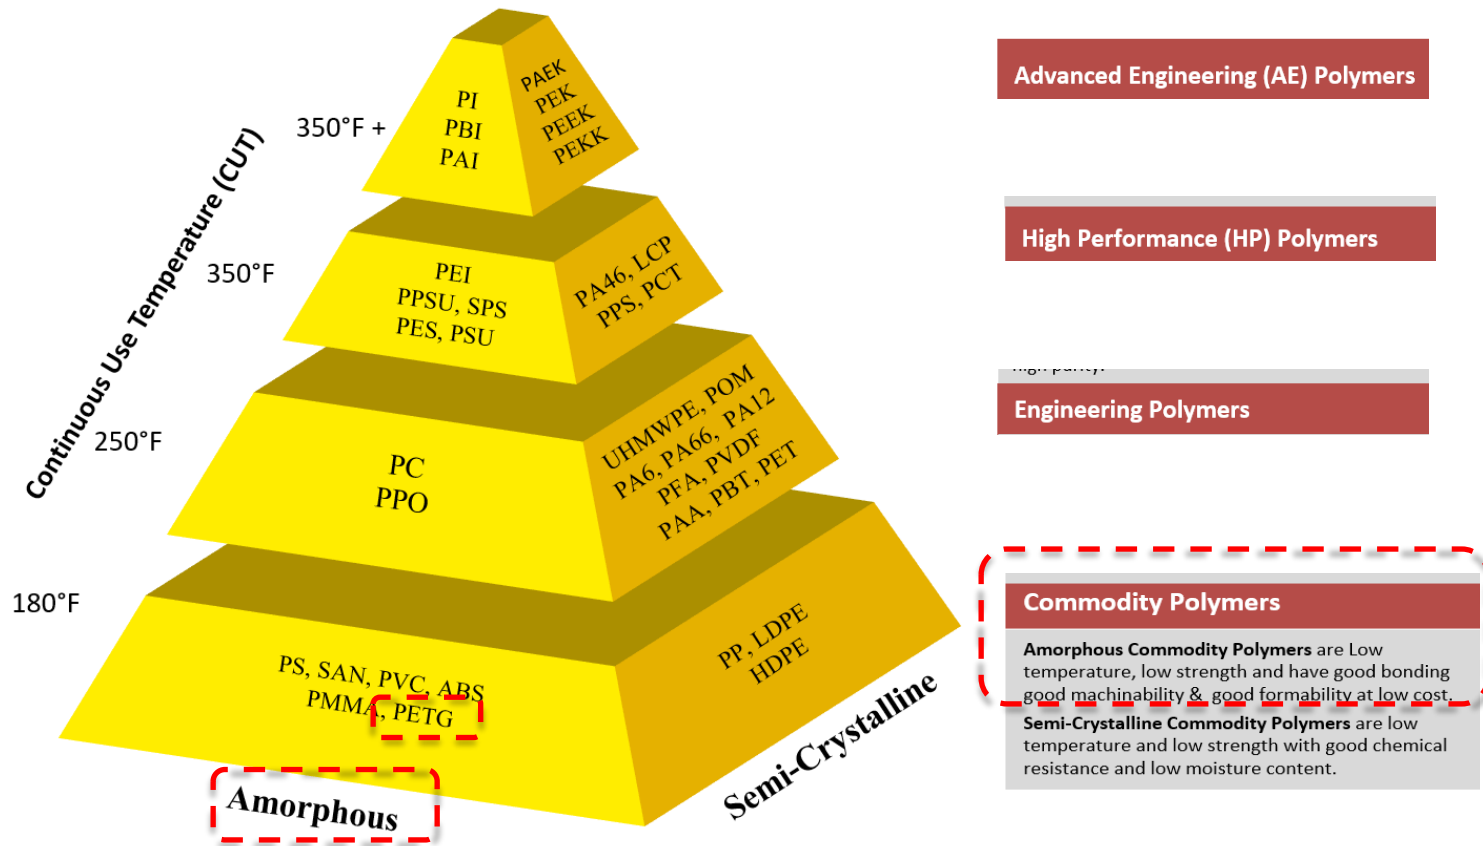 Continuous Use Temperature (CUT)
350°F +
350°F
250°F
180°F
PI
PBI
PAI
PAEK
PEK
PEEK
PEKK
PEI
PPSU, SPS
PES, PSU
PA46, LCP
PPS, PCT
PC
PPO
UHMWPE, POM
PA6, PA66, PA12
PFA, PVDF
PAA, PBT, PET
PS, SAN, PVC, ABS
PMMA, PETG
PP, LDPE
HDPE
Amorphous
Semi-Crystalline
Advanced Engineering (AE) Polymers
High Performance (HP) Polymers
high purity.
Engineering Polymers
Commodity Polymers
Amorphous Commodity Polymers are Low
temperature, low strength and have good bonding
good machinability & good formability at low cost.
Semi-Crystalline Commodity Polymers are low
temperature and low strength with good chemical
resistance and low moisture content.